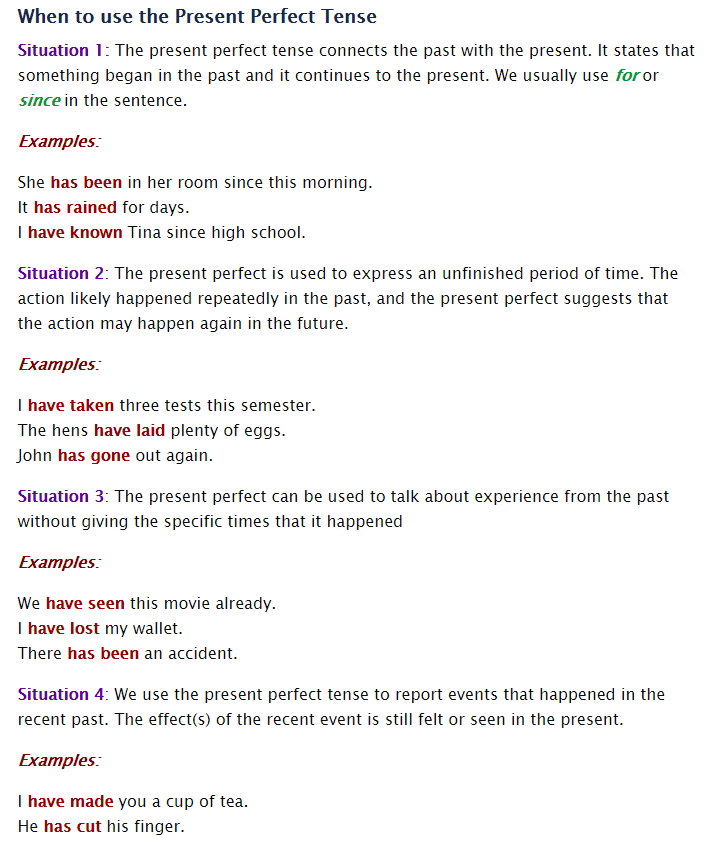 When to use the Present Perfect Tense
Situation 1: The present perfect tense connects the past with the present. It states that
something began in the past and it continues to the present. We usually use for or
since in the sentence.
Examples:
She has been in her room since this morning.
It has rained for days.
I have known Tina since high school.
Situation 2: The present perfect is used to express an unfinished period of time. The
action likely happened repeatedly in the past, and the present perfect suggests that
the action may happen again in the future.
Examples:
I have taken three tests this semester.
The hens have laid plenty of eggs.
John has gone out again.
Situation 3: The present perfect can be used to talk about experience from the past
without giving the specific times that it happened
Examples:
We have seen this movie already.
I have lost my wallet.
There has been an accident.
Situation 4: We use the present perfect tense to report events that happened in the
recent past. The effect(s) of the recent event is still felt or seen in the present.
Examples:
I have made you a cup of tea.
He has cut his finger.